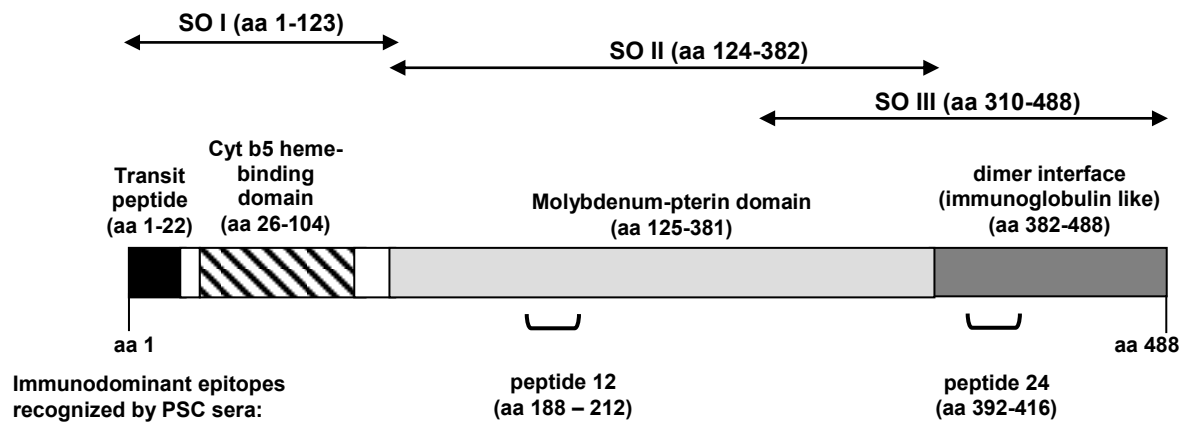 SO I (aa 1-123)
SO II (aa 124-382)
SO III (aa 310-488)
Transit
peptide
(aa 1-22)
Cyt b5 heme-
binding
domain
(aa 26-104)
Molybdenum-pterin domain
(aa 125-381)
dimer interface
(immunoglobulin like)
(aa 382-488)
aa 1
aa 488
Immunodominant epitopes
recognized by PSC sera:
peptide 12
(aa 188 – 212)
peptide 24
(aa 392-416)